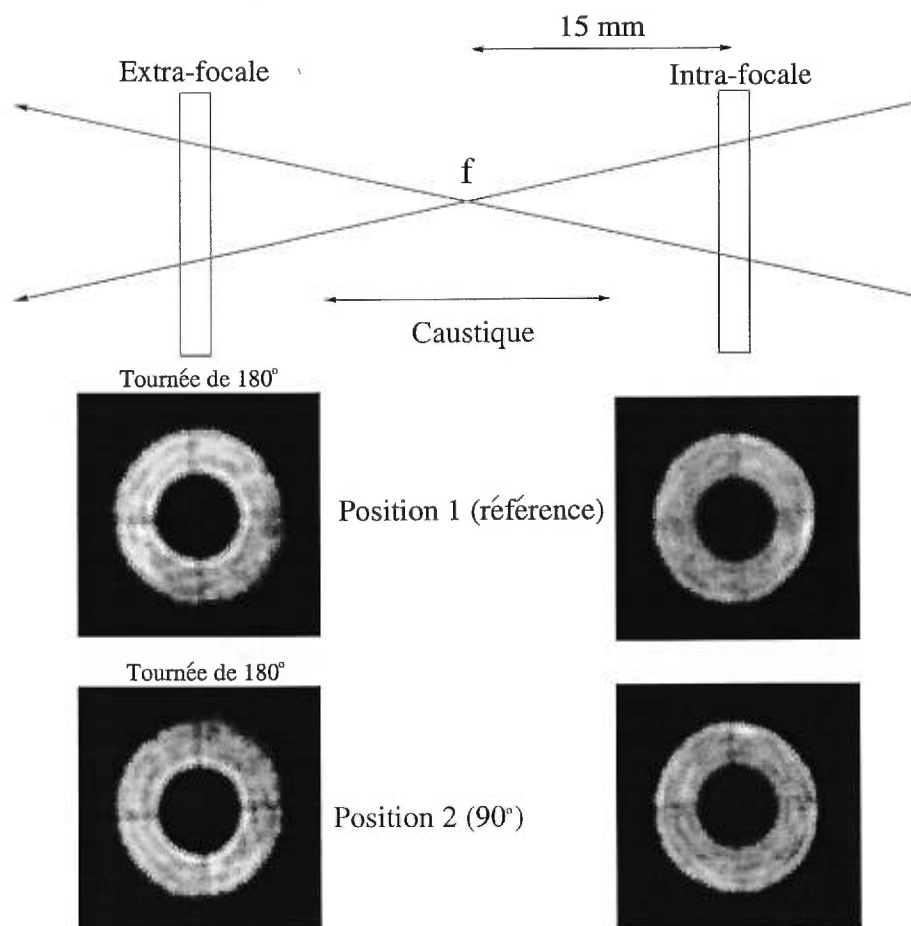 15 mm
Extra-focale
Intra-focale
f
Caustique
Tournée de 180°
Position 1 (référence)
Tournée de 180°
Position 2 (90°)